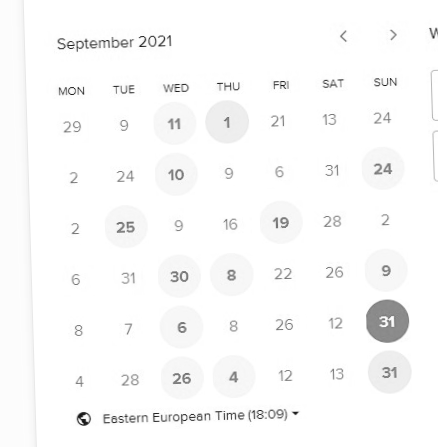 September 2021
W
MON TUE WED THU FRI SAT SUN
29 9 11 1 21 13 24
2 24 10 9 6 31 24
2 25 9 16 19 28 2
6 31 30 8 22 26 9
8 7 6 8 26 12 31
4 28 26 4 12 13 31
Eastern European Time (18:09)